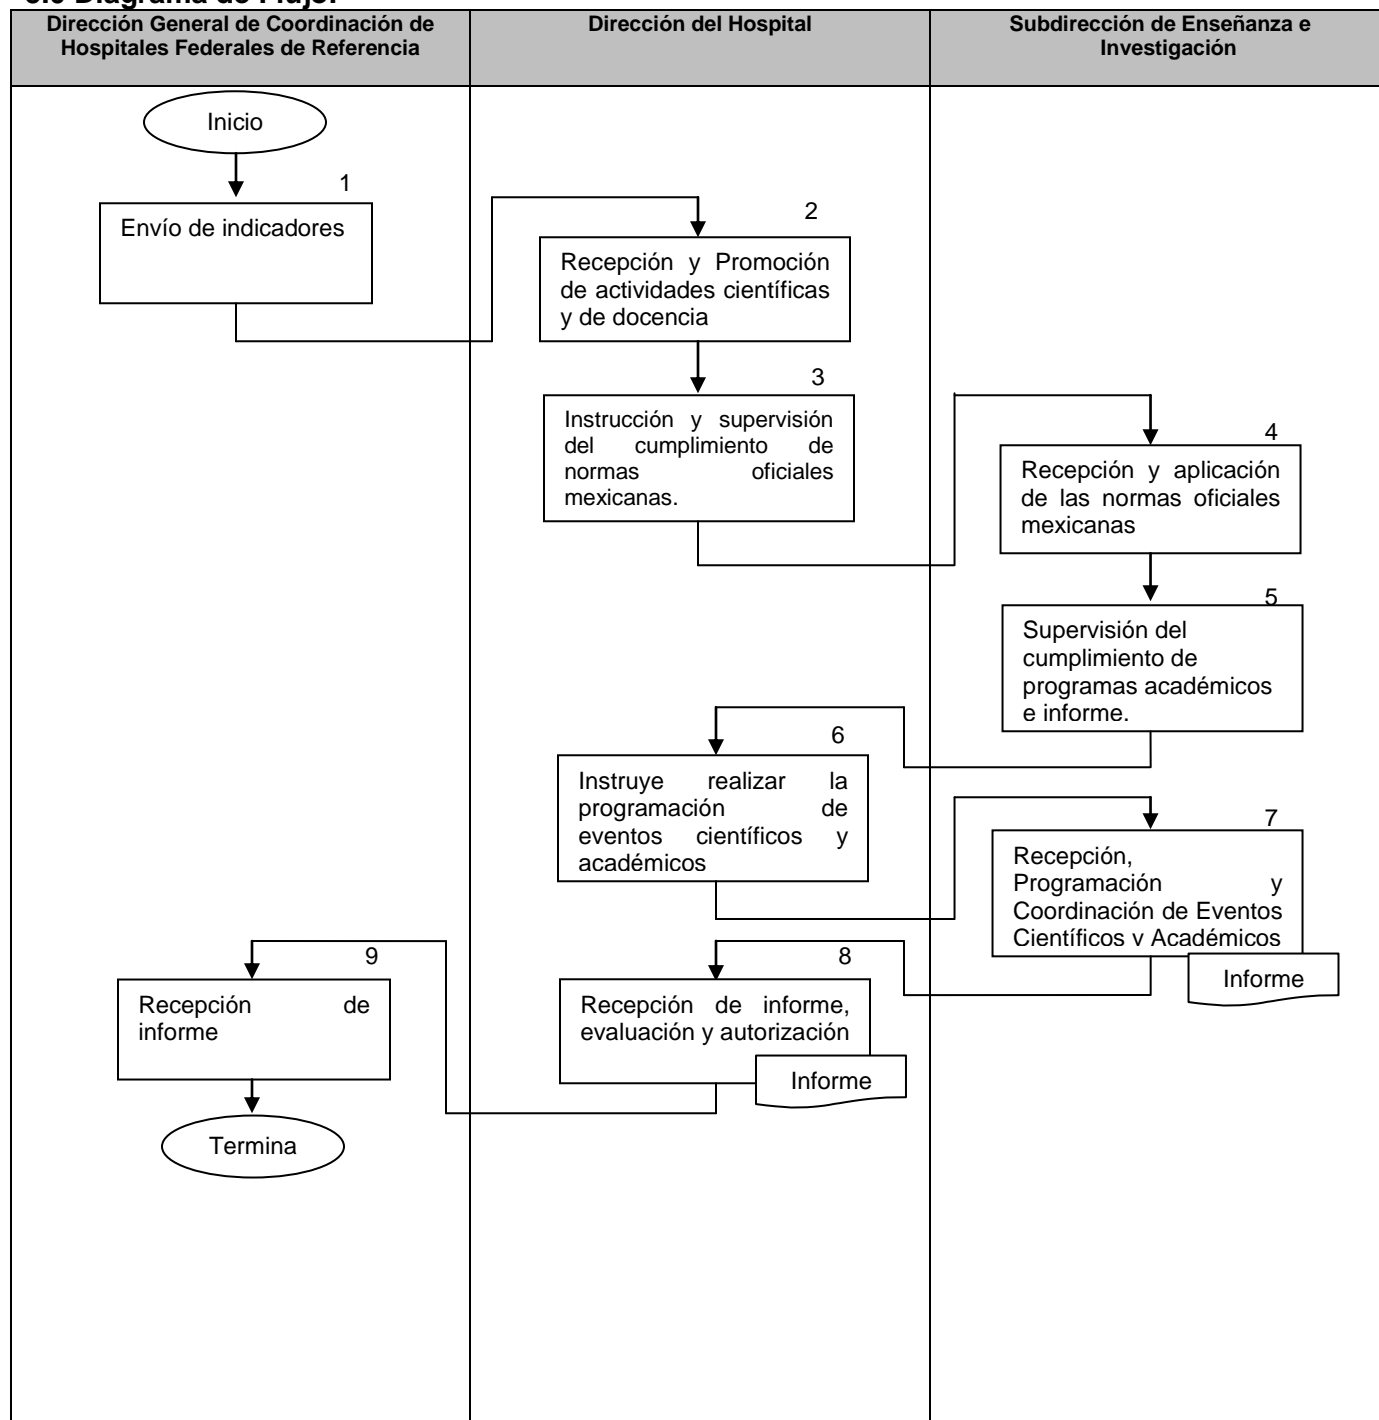 Dirección General de Coordinación de
Hospitales Federales de Referencia
Dirección del Hospital
Subdirección de Enseñanza e
Investigación
Inicio
1
Envío de indicadores
2
Recepción y Promoción
de actividades científicas
y de docencia
3
Instrucción y supervisión
del cumplimiento de
normas oficiales
mexicanas.
4
Recepción y aplicación
de las normas oficiales
mexicanas
5
Supervisión del
cumplimiento de
programas académicos
e informe.
6
Instruye realizar la
programación de
eventos científicos y
académicos
7
Recepción,
Programación y
Coordinación de Eventos
Científicos y Académicos
Informe
8
Recepción de informe,
evaluación y autorización
Informe
9
Recepción de
informe
Termina